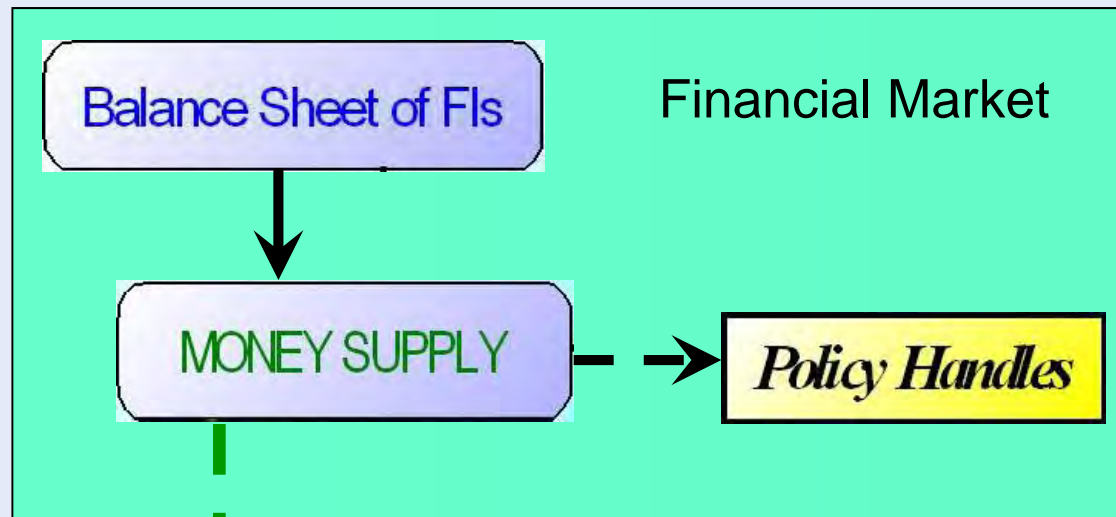 Balance Sheet of FIs
Financial Market
MONEY SUPPLY
Policy Handles